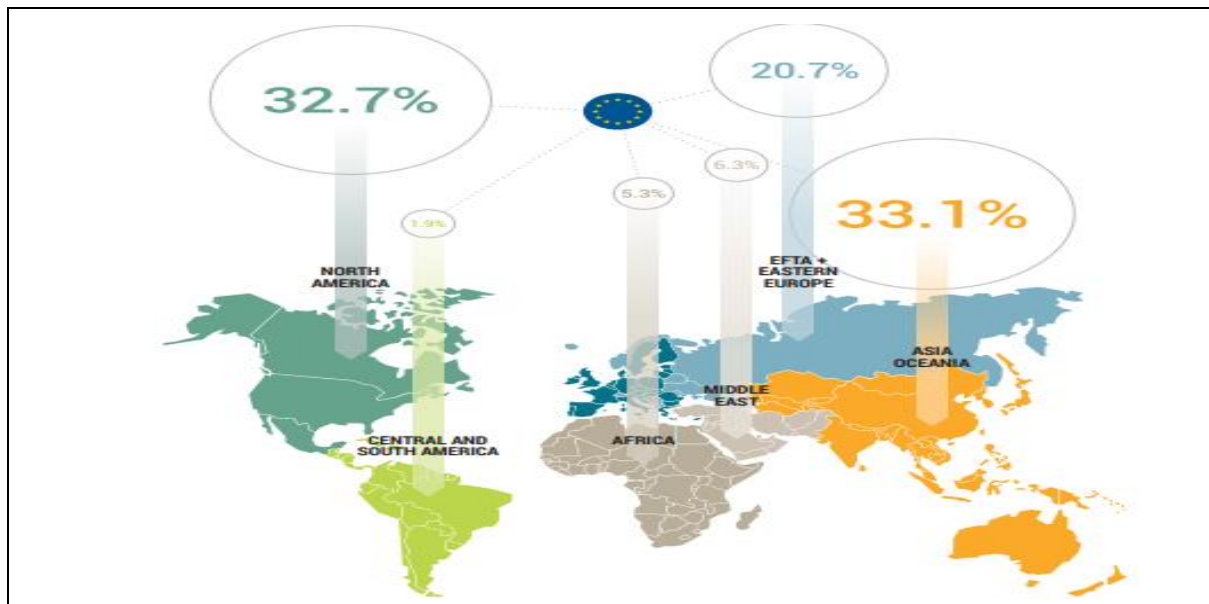 32.7%
20.7%
6.3%
5.3%
33.1%
1.9%
NORTH
AMERICA
EFTA +
EASTERN
EUROPE
ASIA
OCEANIA
MIDDLE
EAST
CENTRAL AND
SOUTH AMERICA
AFRICA